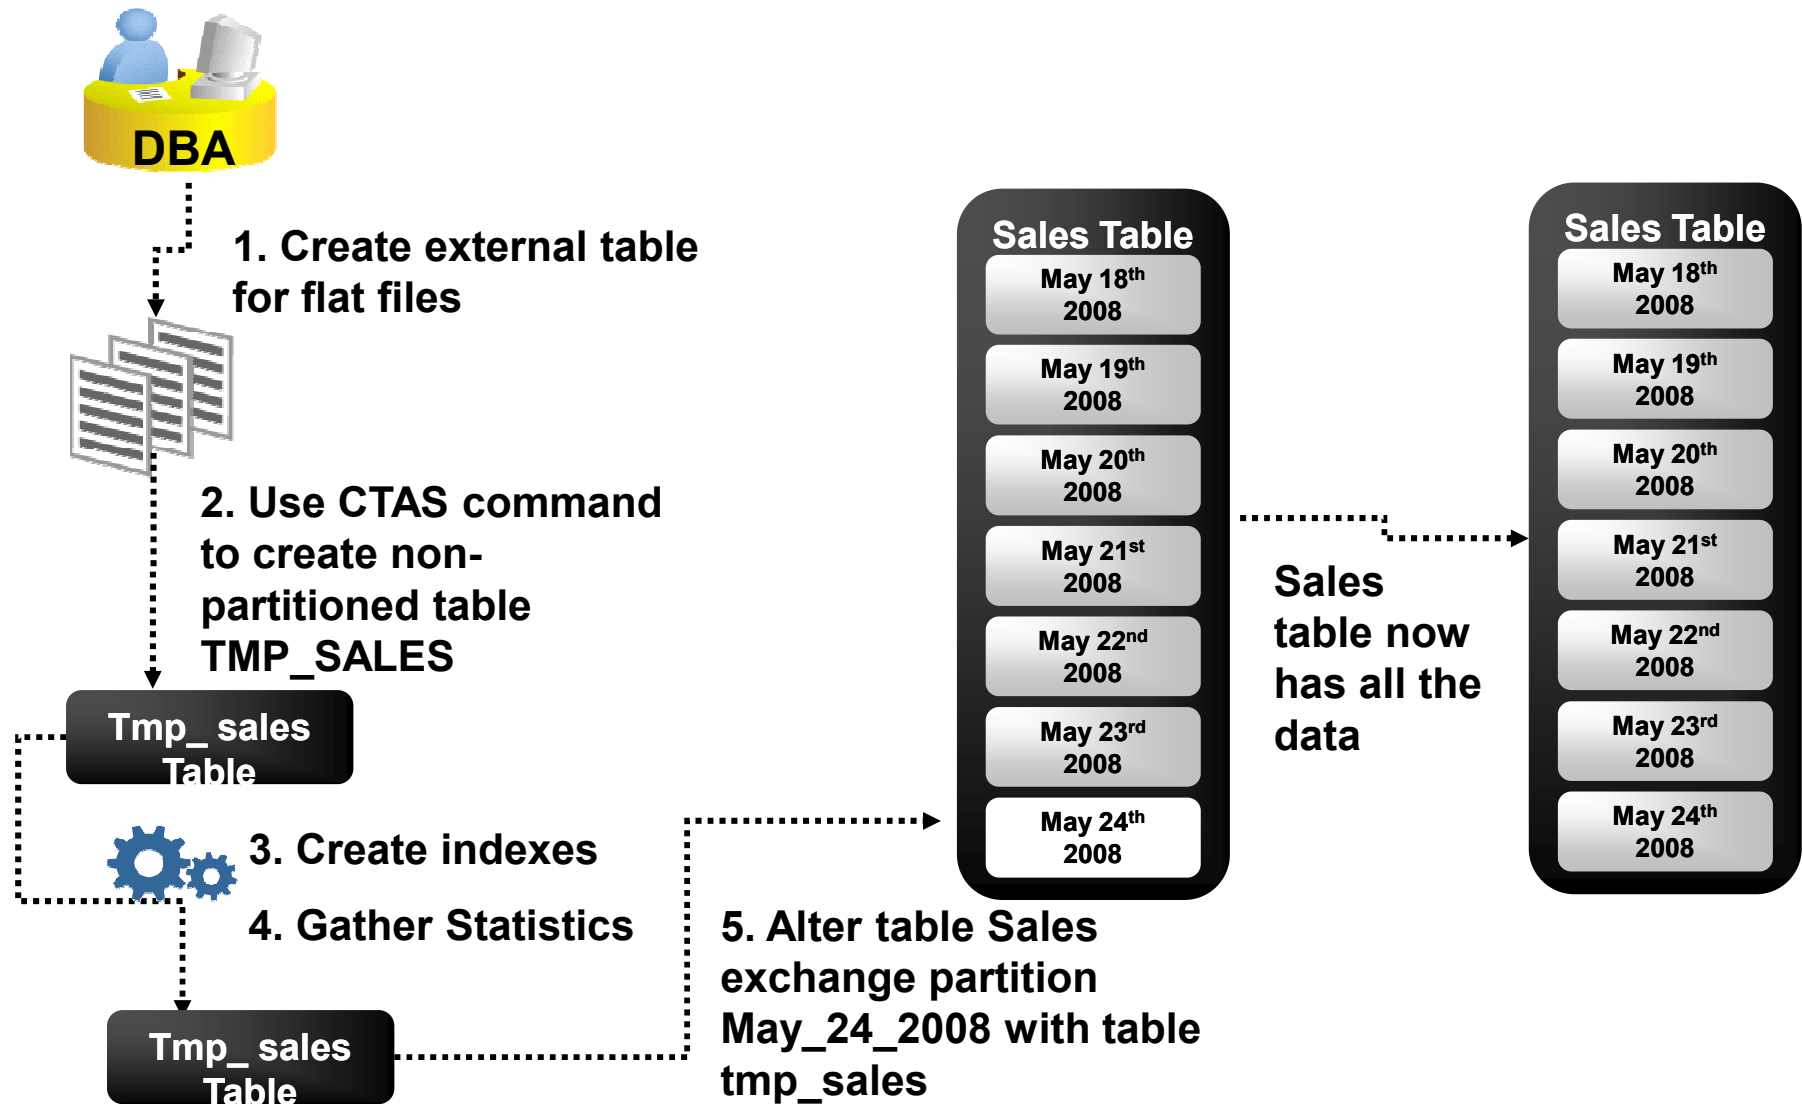 DBA
1. Create external table
for flat files
2. Use CTAS command
to create non-
partitioned table
TMP_SALES
Tmp_ sales
Table
3. Create indexes
4. Gather Statistics
Tmp_ sales
Table
5. Alter table Sales
exchange partition
May_24_2008 with table
tmp_sales
Sales Table
May 18th
2008
May 19th
2008
May 20th
2008
May 21st
2008
May 22nd
2008
May 23rd
2008
May 24th
2008
Sales
table now
has all the
data
Sales Table
May 18th
2008
May 19th
2008
May 20th
2008
May 21st
2008
May 22nd
2008
May 23rd
2008
May 24th
2008